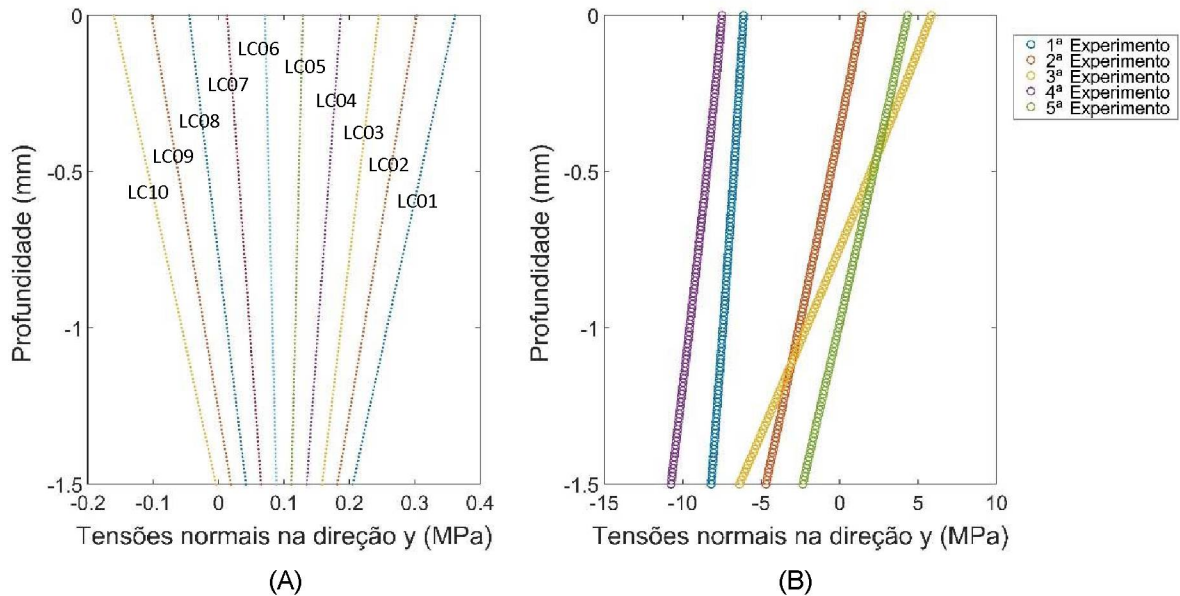 0
-0.5
-1
-1.5
Profundidade (mm)
LC06
LC05
LC07
LC04
LC08
LC03
LC09
LC02
LC10
LC01
-0.2
-0.1
0
0.1
0.2
0.3
0.4
Tensões normais na direção y (MPa)
(A)
0
-0.5
-1
-1.5
Profundidade (mm)
-15
-10
-5
0
5
10
Tensões normais na direção y (MPa)
(B)
1ª Experimento
2ª Experimento
3ª Experimento
4ª Experimento
5ª Experimento